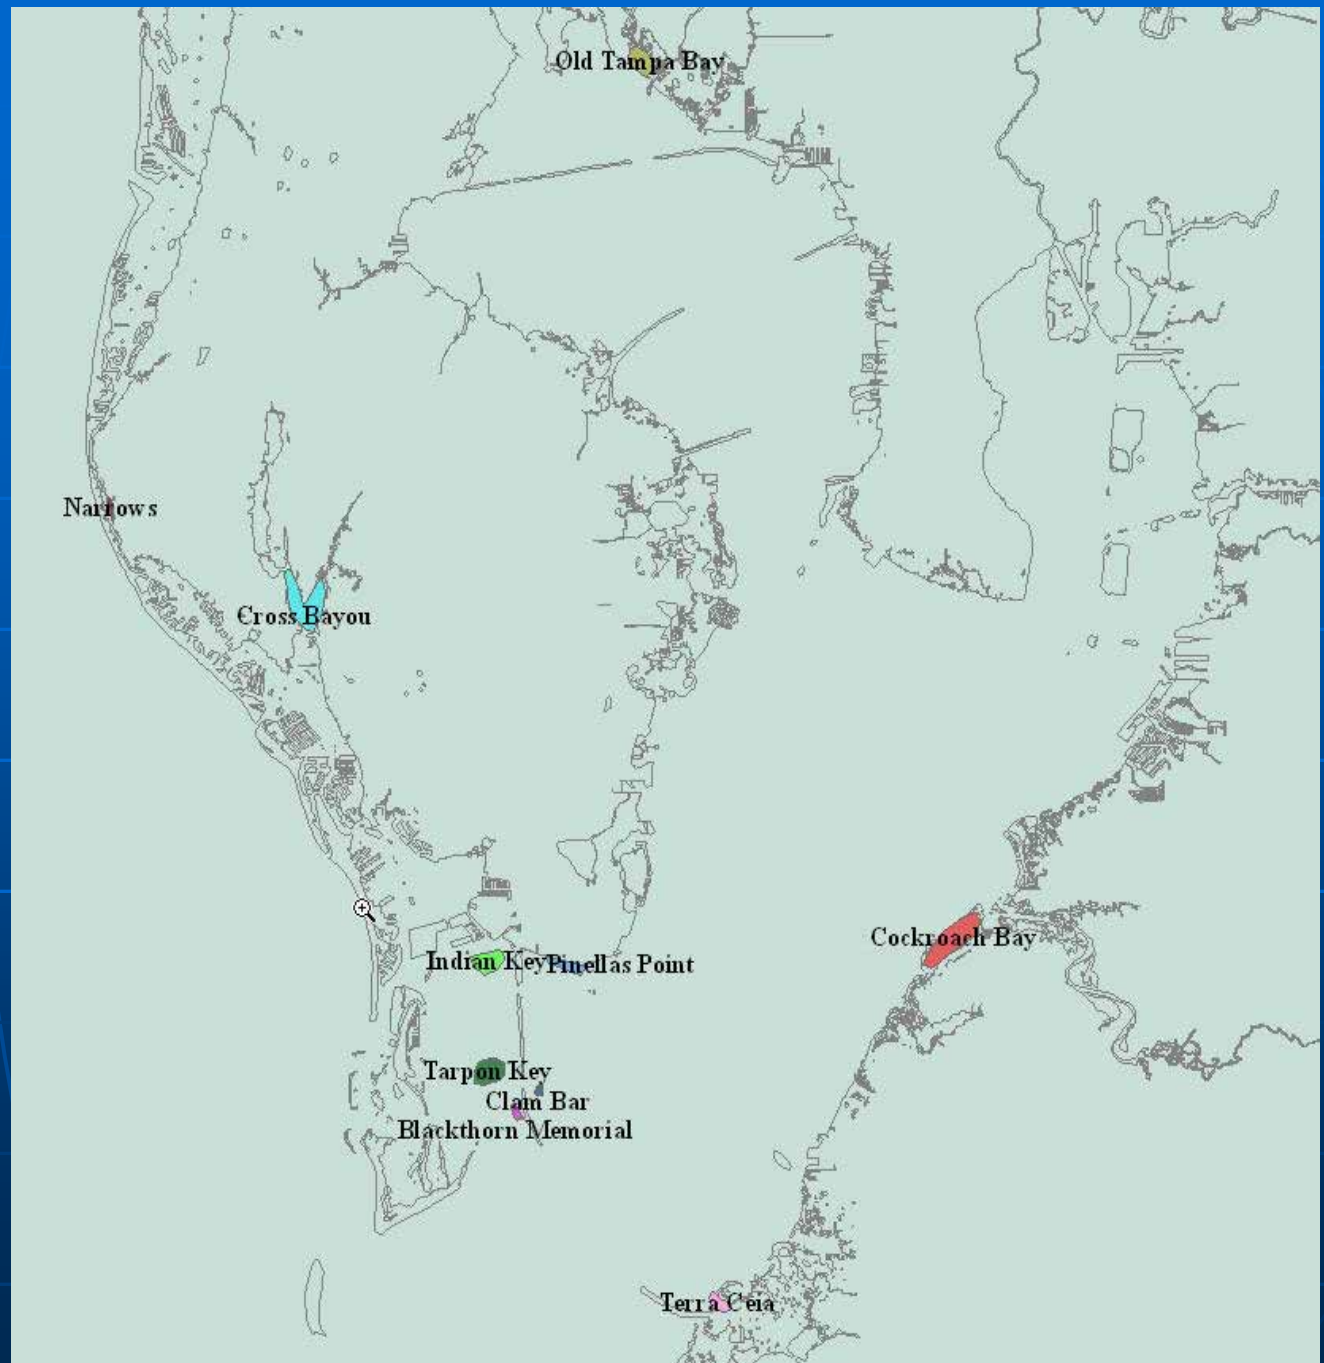 Old Tampa Bay
Narrows
Cross Bayou
Cockroach Bay
Indian Key
Pinellas Point
Tarpon Key
Clam Bar
Blackthorn Memorial
Terra Ceia